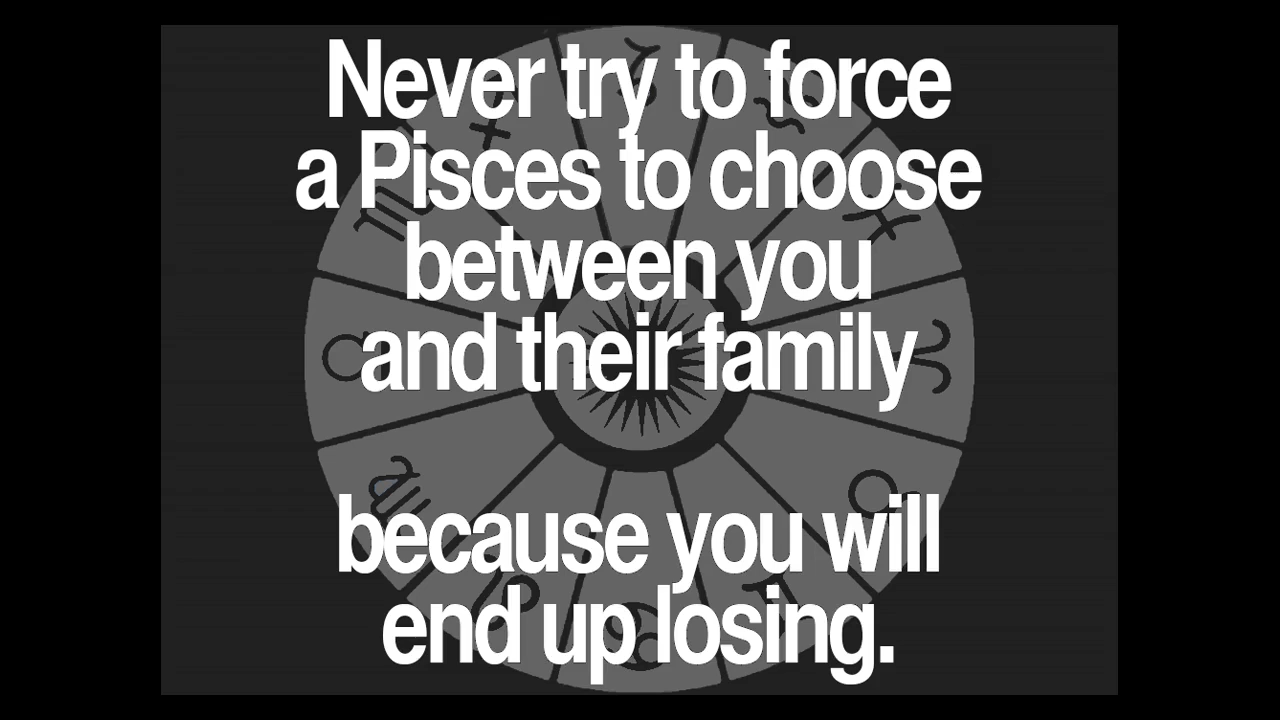 Never try to force
a Pisces to choose
between you
and their family
because you will
end up losing.